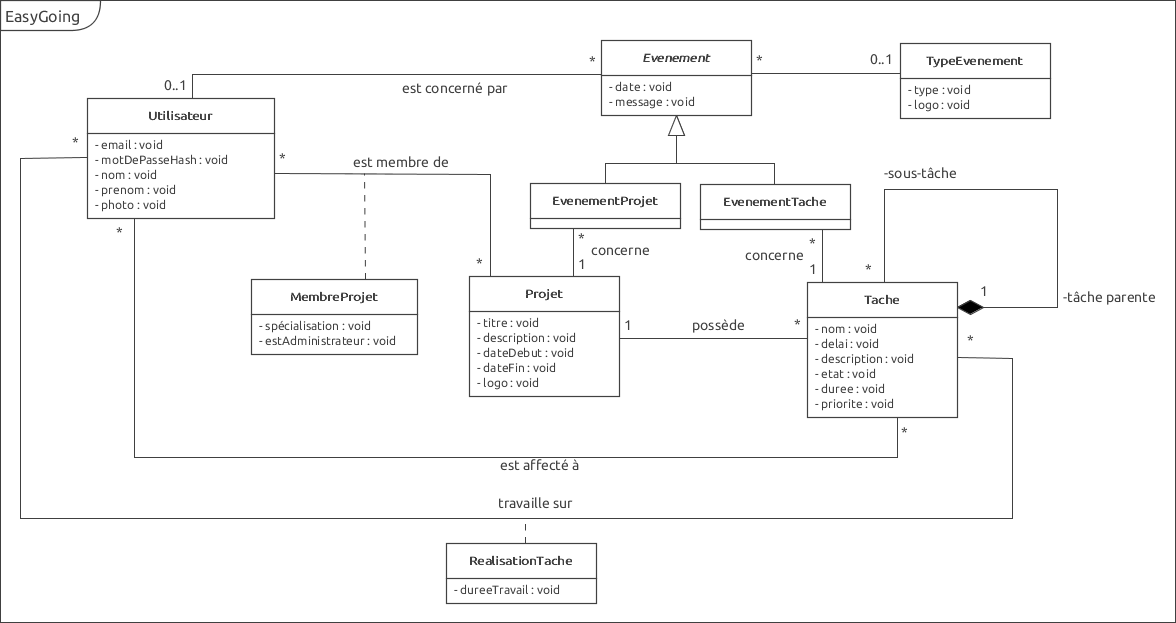 EasyGoing
Evenement
- date : void
- message : void
TypeEvenement
- type : void
- logo : void
*
*
0..1
0..1
est concerné par
Utilisateur
- email : void
- motDePasseHash : void
- nom : void
- prenom : void
- photo : void
*
*
*
est membre de
*
EvenementProjet
EvenementTache
*
concerne
1
*
concerne
1
-sous-tâche
*
1
-tâche parente
MembreProjet
- spécialisation : void
- estAdministrateur : void
Projet
- titre : void
- description : void
- dateDebut : void
- dateFin : void
- logo : void
1
possède
*
Tache
- nom : void
- delai : void
- description : void
- etat : void
- duree : void
- priorite : void
*
*
est affecté à
travaille sur
RealisationTache
- dureeTravail : void